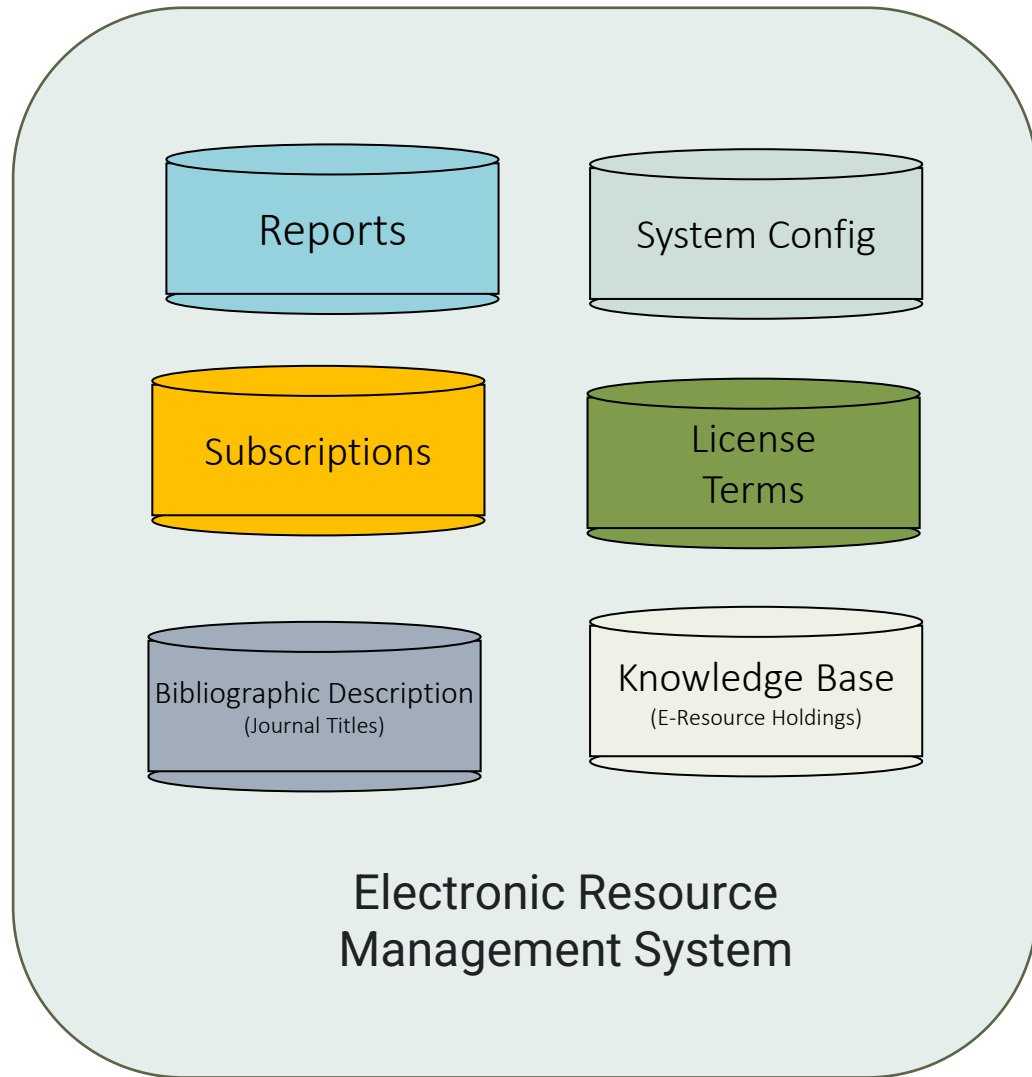 Reports
System Config
Subscriptions
License
Terms
Bibliographic Description
(Journal Titles)
Knowledge Base
(E-Resource Holdings)
Electronic Resource
Management System